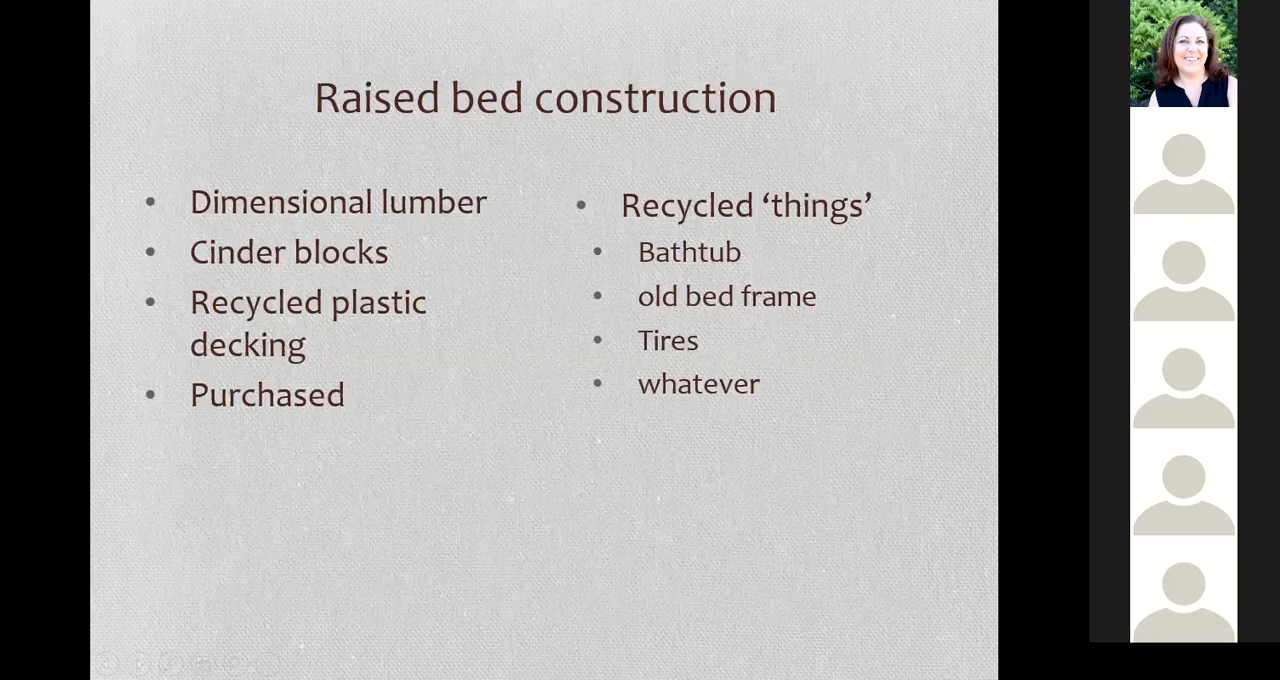 Raised bed construction
Dimensional lumber
Cinder blocks
Recycled plastic
decking
Purchased
Recycled ‘things’
Bathtub
old bed frame
Tires
whatever